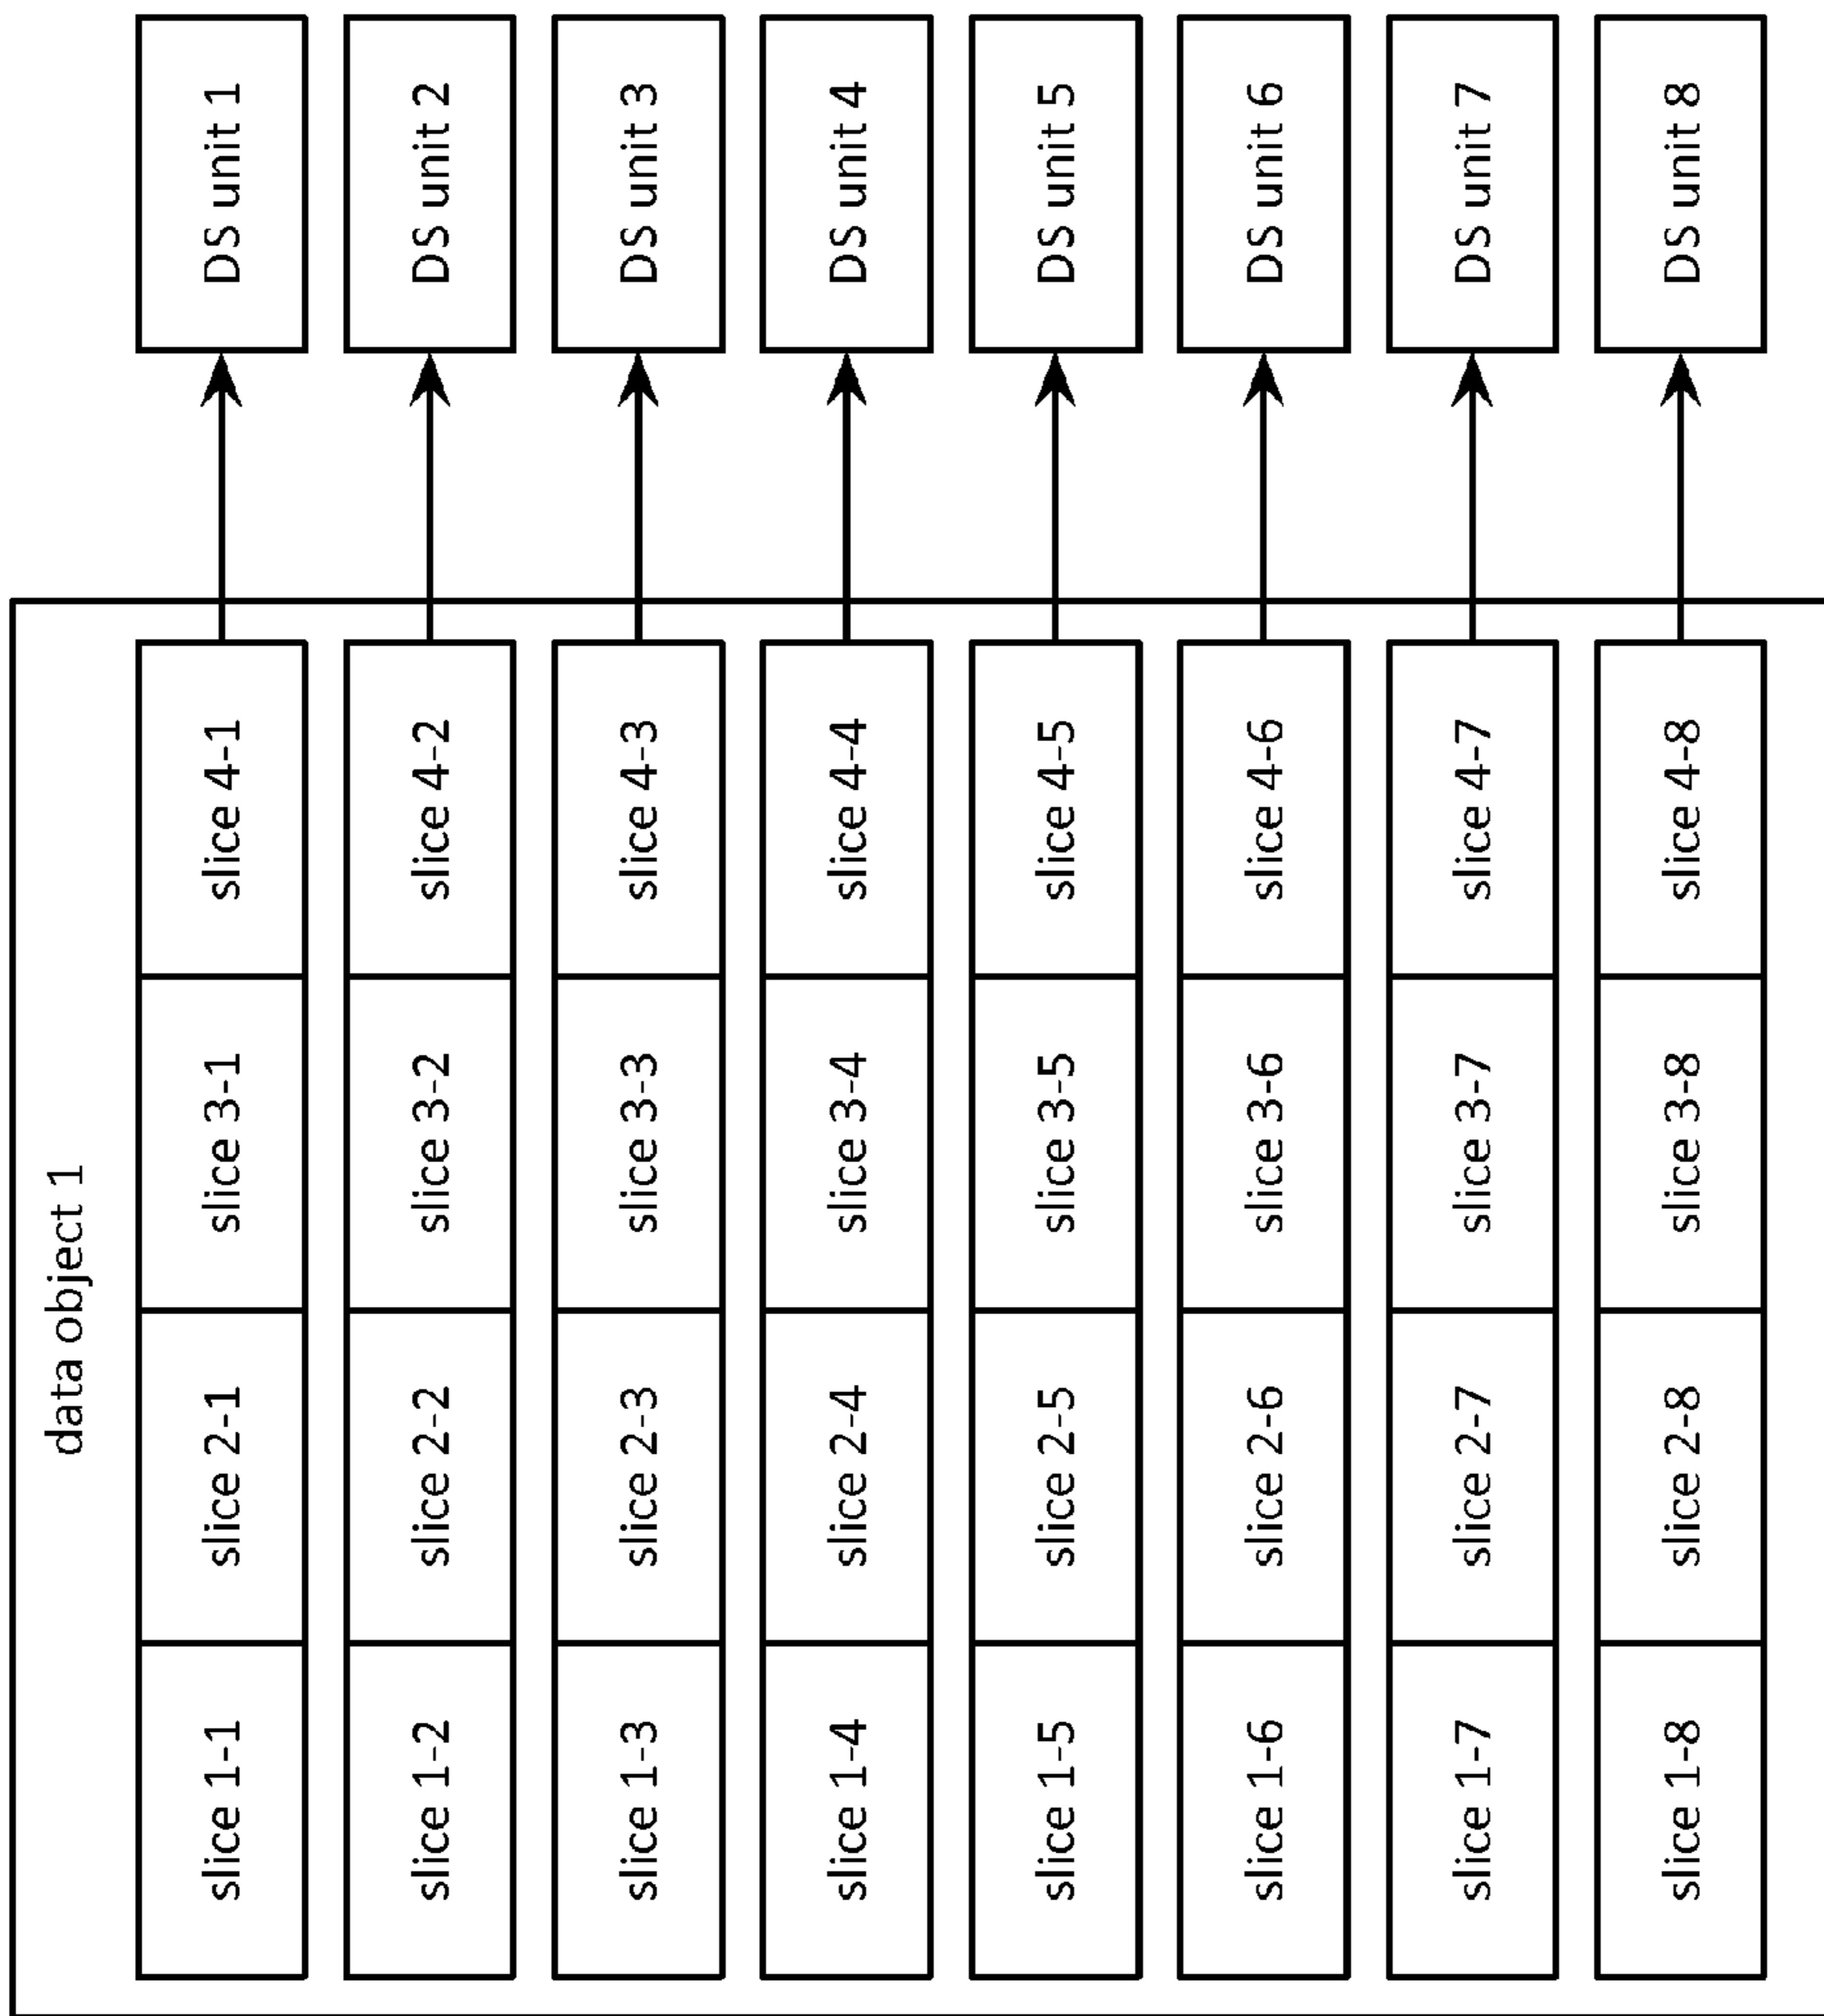 data object 1
slice 1-1 slice 2-1 slice 3-1 slice 4-1 DS unit 1
slice 1-2 slice 2-2 slice 3-2 slice 4-2 DS unit 2
slice 1-3 slice 2-3 slice 3-3 slice 4-3 DS unit 3
slice 1-4 slice 2-4 slice 3-4 slice 4-4 DS unit 4
slice 1-5 slice 2-5 slice 3-5 slice 4-5 DS unit 5
slice 1-6 slice 2-6 slice 3-6 slice 4-6 DS unit 6
slice 1-7 slice 2-7 slice 3-7 slice 4-7 DS unit 7
slice 1-8 slice 2-8 slice 3-8 slice 4-8 DS unit 8